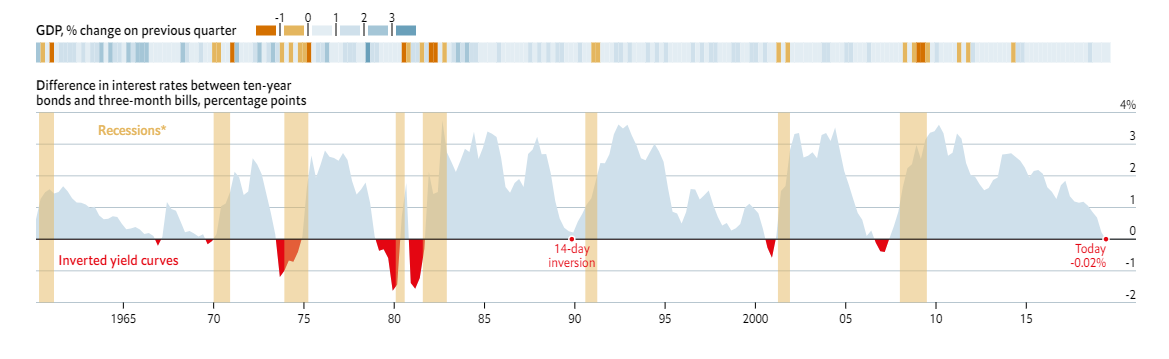 -1 0 1 2 3
GDP, % change on previous quarter
Difference in interest rates between ten-year
bonds and three-month bills, percentage points
4%
Recessions*
3
2
1
0
14-day
inversion
Today
-0.02%
Inverted yield curves
-1
-2
1965 70 75 80 85 90 95 2000 05 10 15